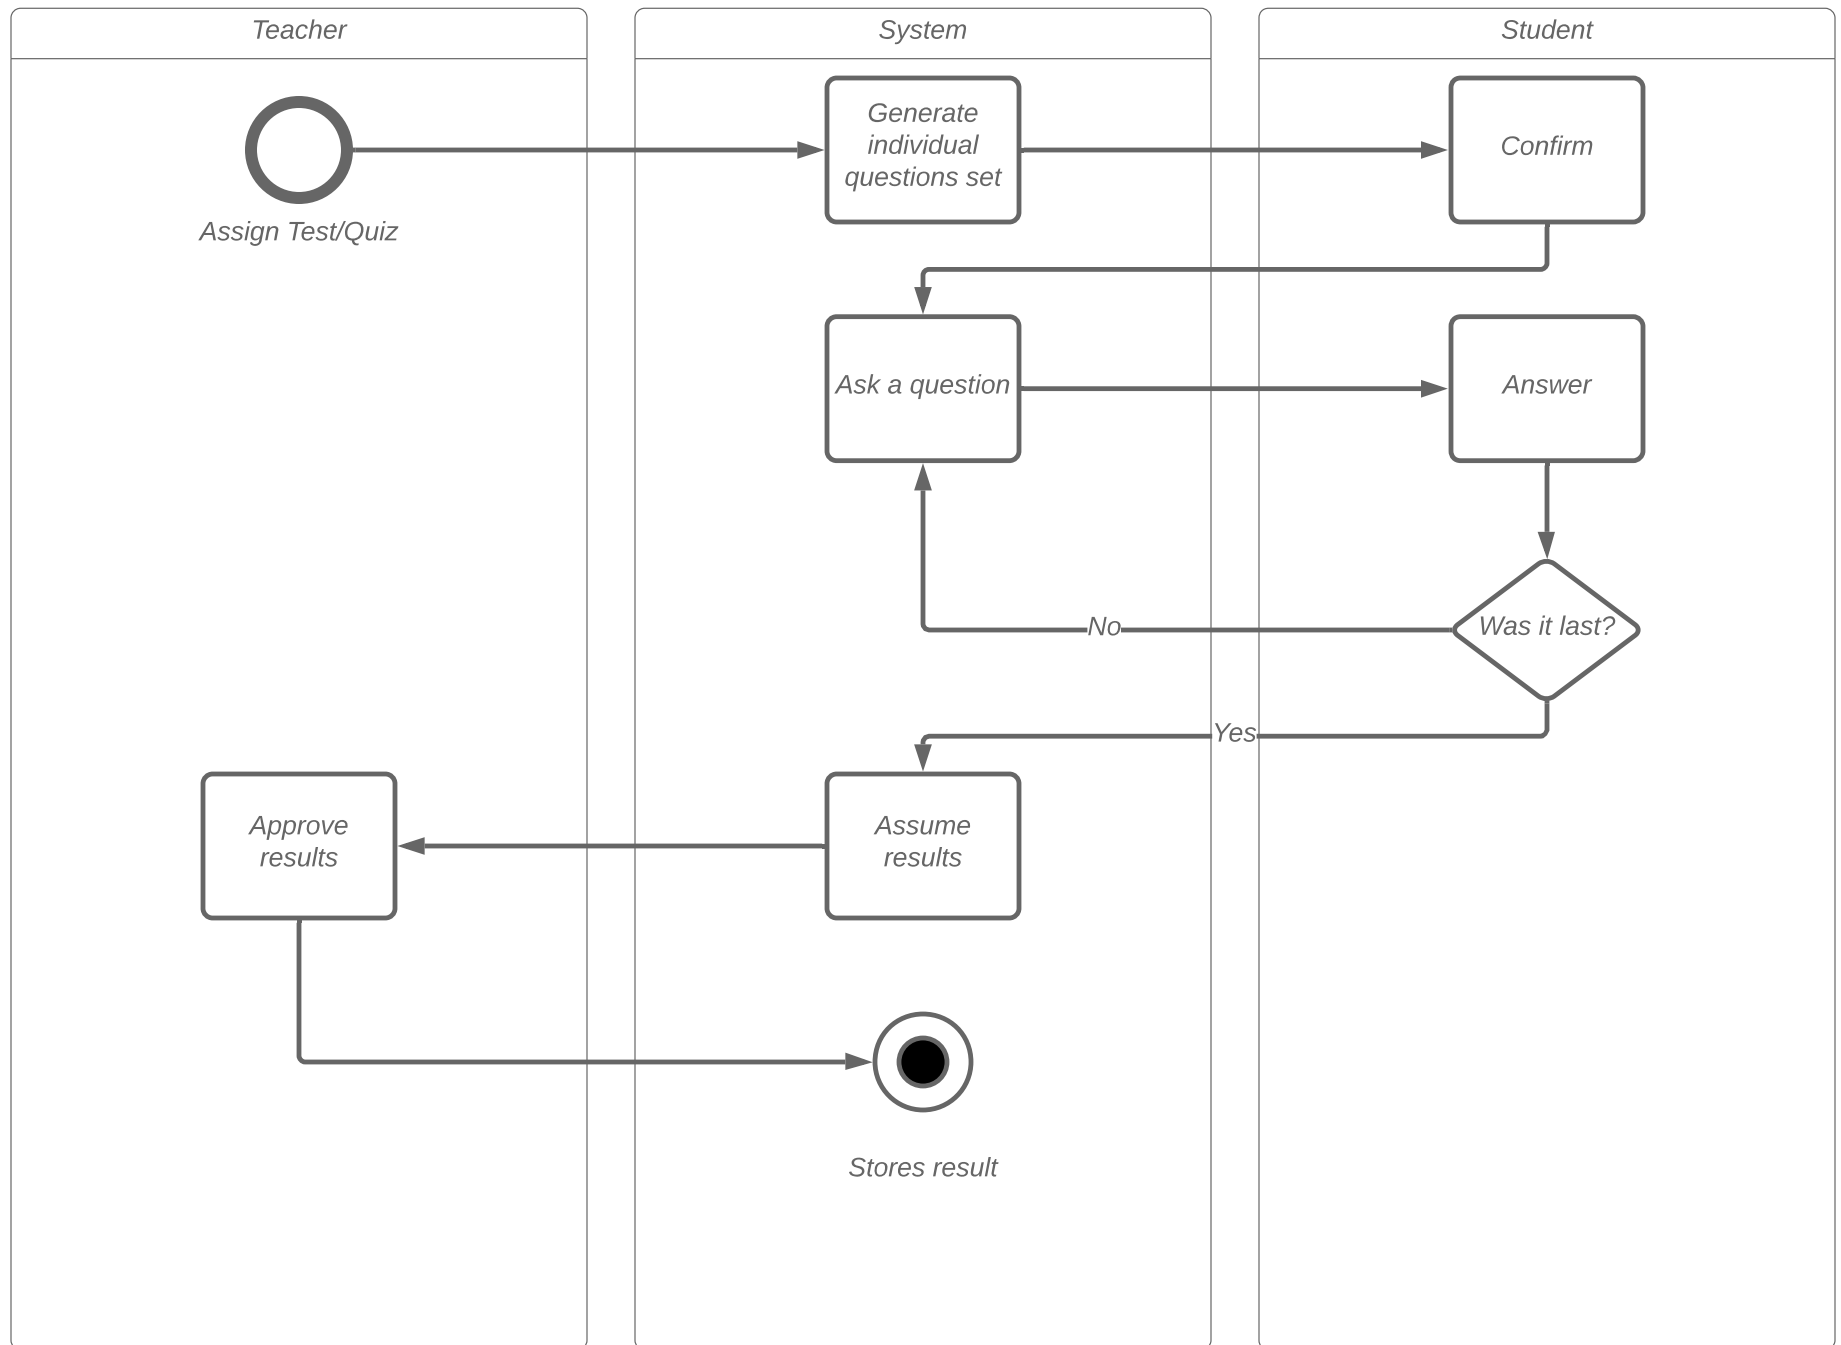 Teacher
System
Student
Assign Test/Quiz
Generate
individual
questions set
Confirm
Ask a question
Answer
Was it last?
No
Yes
Approve
results
Assume
results
Stores result